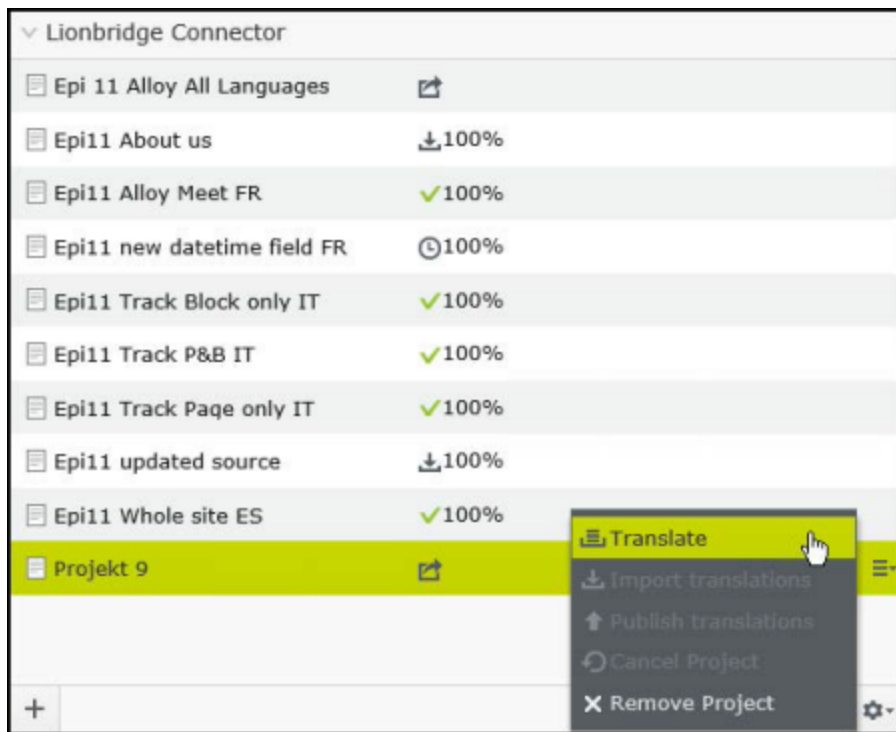 Lionbridge Connector
Epi 11 Alloy All Languages
Epi11 About us 100%
Epi11 Alloy Meet FR 100%
Epi11 new datetime field FR 100%
Epi11 Track Block only IT 100%
Epi11 Track P&B IT 100%
Epi11 Track Page only IT 100%
Epi11 updated source 100%
Epi11 Whole site ES 100%
Projekt 9
Translate
Import translations
Publish translations
Cancel Project
Remove Project